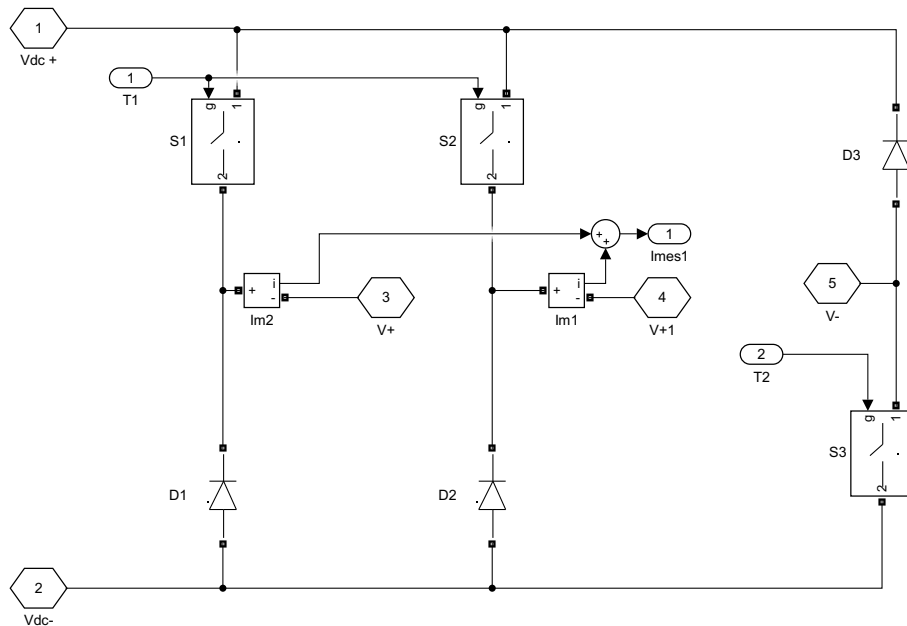 1
Vdc +
1
T1
g
1
S1
2
g
1
S2
2
D3
+
+
1
Imes1
+
i
-
Im2
3
V+
+
i
-
Im1
4
V+1
5
V-
2
T2
g
1
S3
2
D1
D2
2
Vdc-